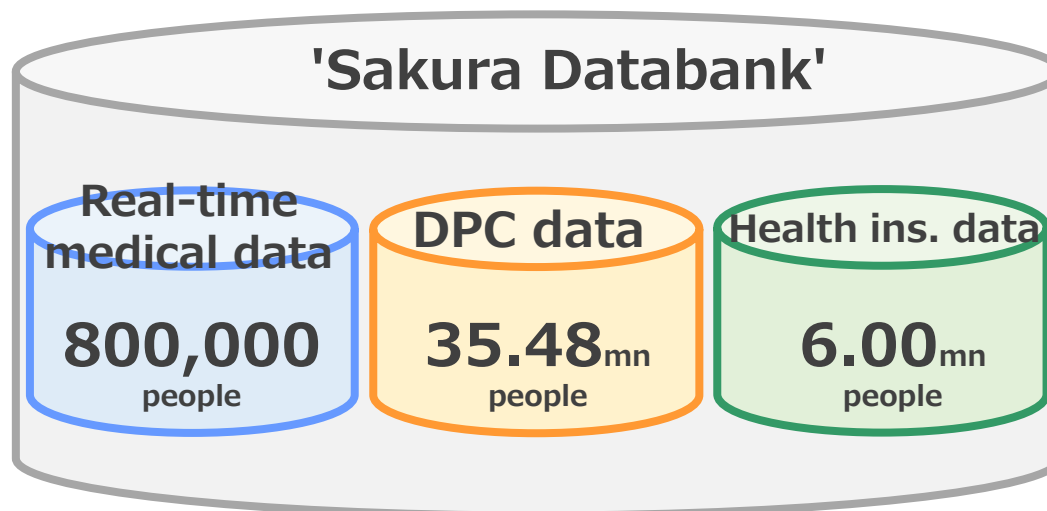 'Sakura Databank'
Real-time
medical data
800,000
people
DPC data
35.48mn
people
Health ins. data
6.00mn
people